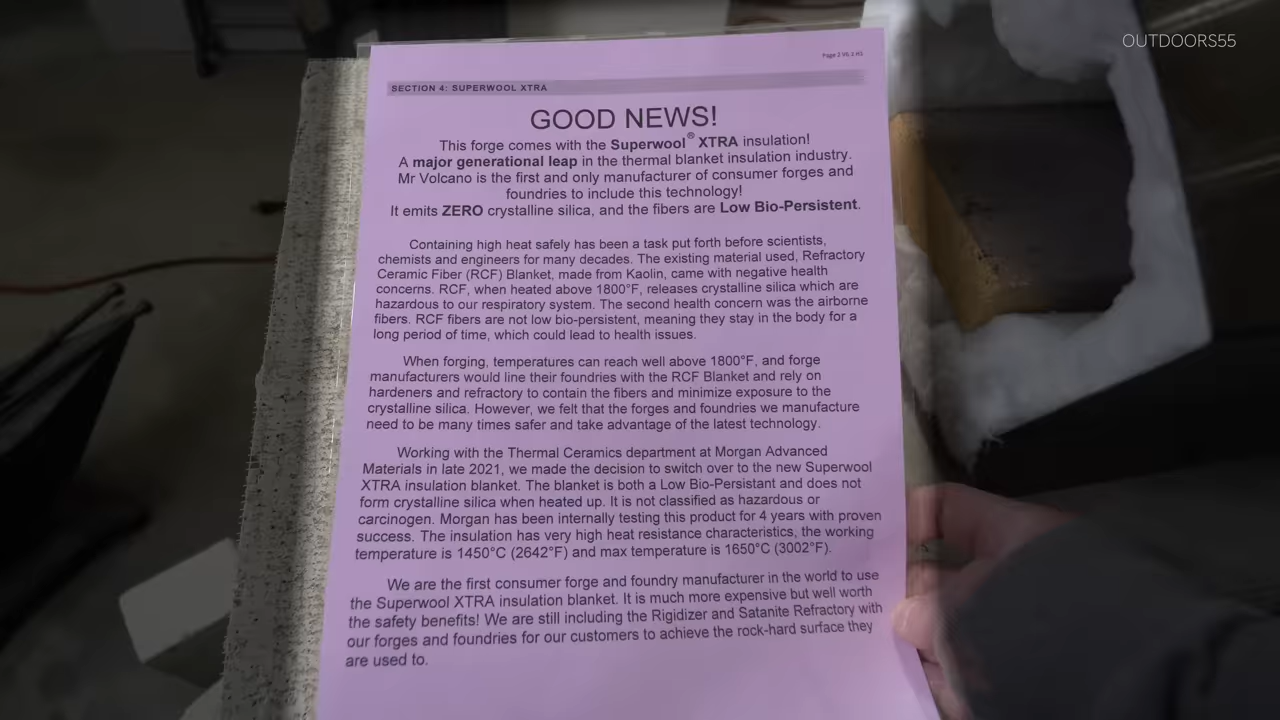 OUTDOORS55
SECTION 4: SUPERWOOL XTRA
GOOD NEWS!
This forge comes with the Superwool® XTRA insulation!
A major generational leap in the thermal blanket insulation industry.
Mr Volcano is the first and only manufacturer of consumer forges and
foundries to include this technology!
It emits ZERO crystalline silica, and the fibers are Low Bio-Persistent.
Containing high heat safely has been a task put forth before scientists,
chemists and engineers for many decades. The existing material used, Refractory
Ceramic Fiber (RCF) Blanket, made from Kaolin, came with negative health
concerns. RCF, when heated above 1800°F, releases crystalline silica which are
hazardous to our respiratory system. The second health concern was the airborne
fibers. RCF fibers are not low bio-persistent, meaning they stay in the body for a
long period of time, which could lead to health issues.
When forging, temperatures can reach well above 1800°F, and forge
manufacturers would line their foundries with the RCF Blanket and rely on
hardeners and refractory to contain the fibers and minimize exposure to the
crystalline silica. However, we felt that the forges and foundries we manufacture
need to be many times safer and take advantage of the latest technology.
Working with the Thermal Ceramics department at Morgan Advanced
Materials in late 2021, we made the decision to switch over to the new Superwool
XTRA insulation blanket. The blanket is both a Low Bio-Persistant and does not
form crystalline silica when heated up. It is not classified as hazardous or
carcinogen. Morgan has been internally testing this product for 4 years with proven
success. The insulation has very high heat resistance characteristics, the working
temperature is 1450°C (2642°F) and max temperature is 1650°C (3002°F).
We are the first consumer forge and foundry manufacturer in the world to use
the Superwool XTRA insulation blanket. It is much more expensive but well worth
the safety benefits! We are still including the Rigidizer and Satanite Refractory with
our forges and foundries for our customers to achieve the rock-hard surface they
are used to.